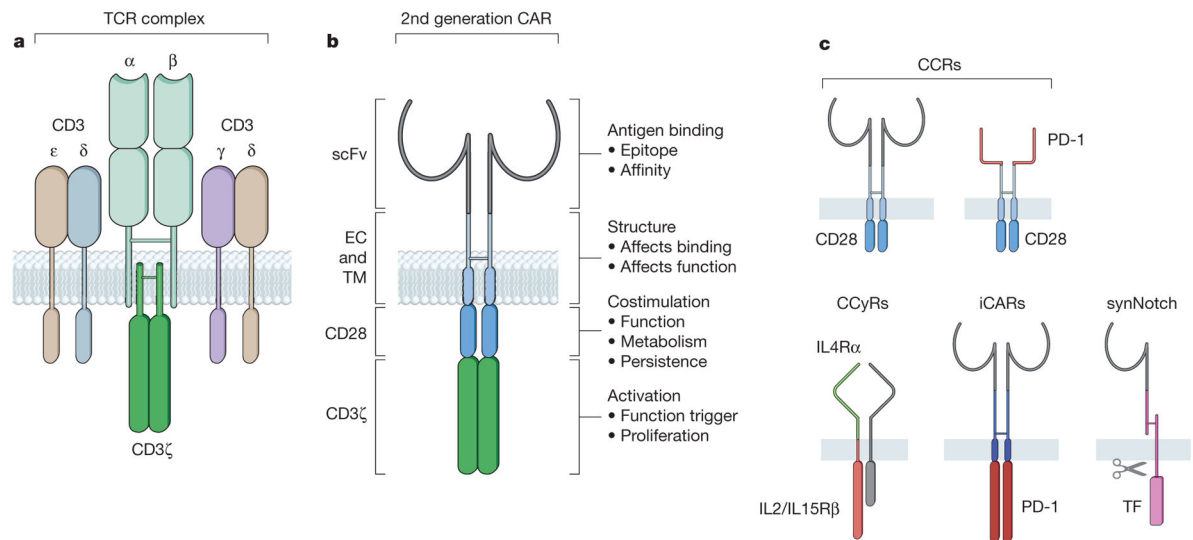 a
TCR complex
α
β
CD3
CD3
ε
δ
γ
δ
CD3ζ
b
2nd generation CAR
scFv
EC
and
TM
CD28
CD3ζ
Antigen binding
• Epitope
• Affinity
Structure
• Affects binding
• Affects function
Costimulation
• Function
• Metabolism
• Persistence
Activation
• Function trigger
• Proliferation
c
CCRs
PD-1
CD28
CD28
CCyRs
iCARs
synNotch
IL4Rα
IL2/IL15Rβ
PD-1
TF